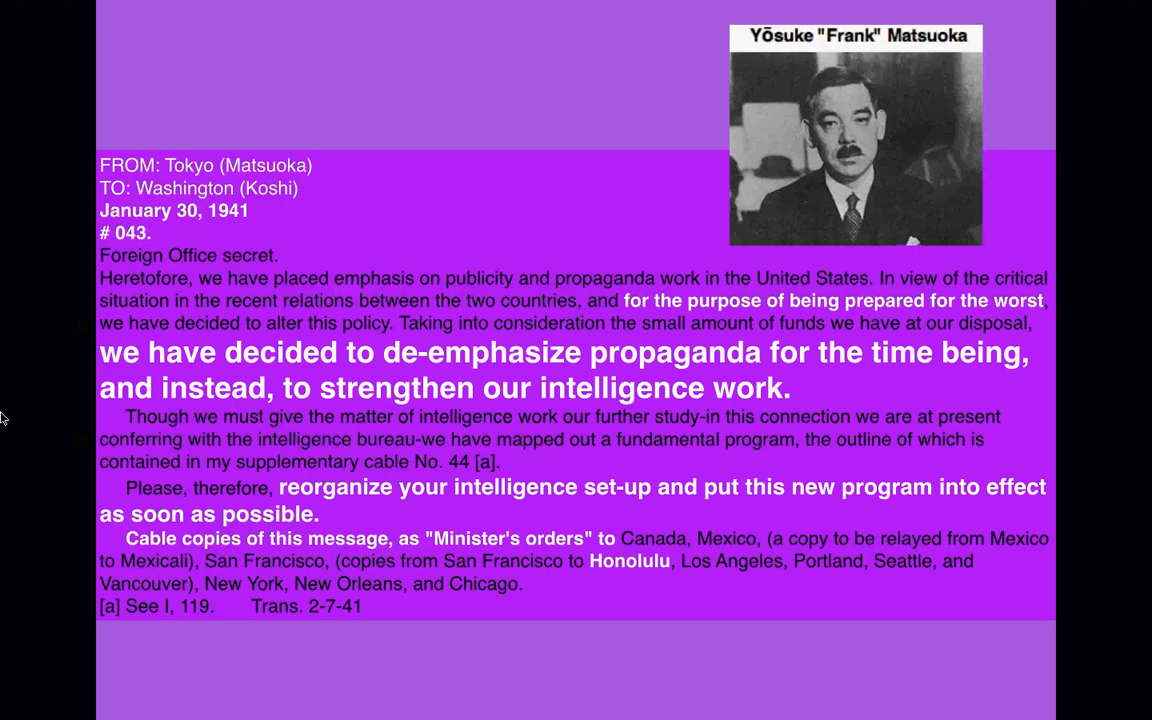 Yōsuke "Frank" Matsuoka
FROM: Tokyo (Matsuoka)
TO: Washington (Koshi)
January 30, 1941
# 043.
Foreign Office secret.
Heretofore, we have placed emphasis on publicity and propaganda work in the United States. In view of the critical
situation in the recent relations between the two countries, and for the purpose of being prepared for the worst,
we have decided to alter this policy. Taking into consideration the small amount of funds we have at our disposal,
we have decided to de-emphasize propaganda for the time being,
and instead, to strengthen our intelligence work.
Though we must give the matter of intelligence work our further study-in this connection we are at present
conferring with the intelligence bureau-we have mapped out a fundamental program, the outline of which is
contained in my supplementary cable No. 44 [a].
Please, therefore, reorganize your intelligence set-up and put this new program into effect
as soon as possible.
Cable copies of this message, as "Minister's orders" to Canada, Mexico, (a copy to be relayed from Mexico
to Mexicali), San Francisco, (copies from San Francisco to Honolulu, Los Angeles, Portland, Seattle, and
Vancouver), New York, New Orleans, and Chicago.
[a] See I, 119. Trans. 2-7-41